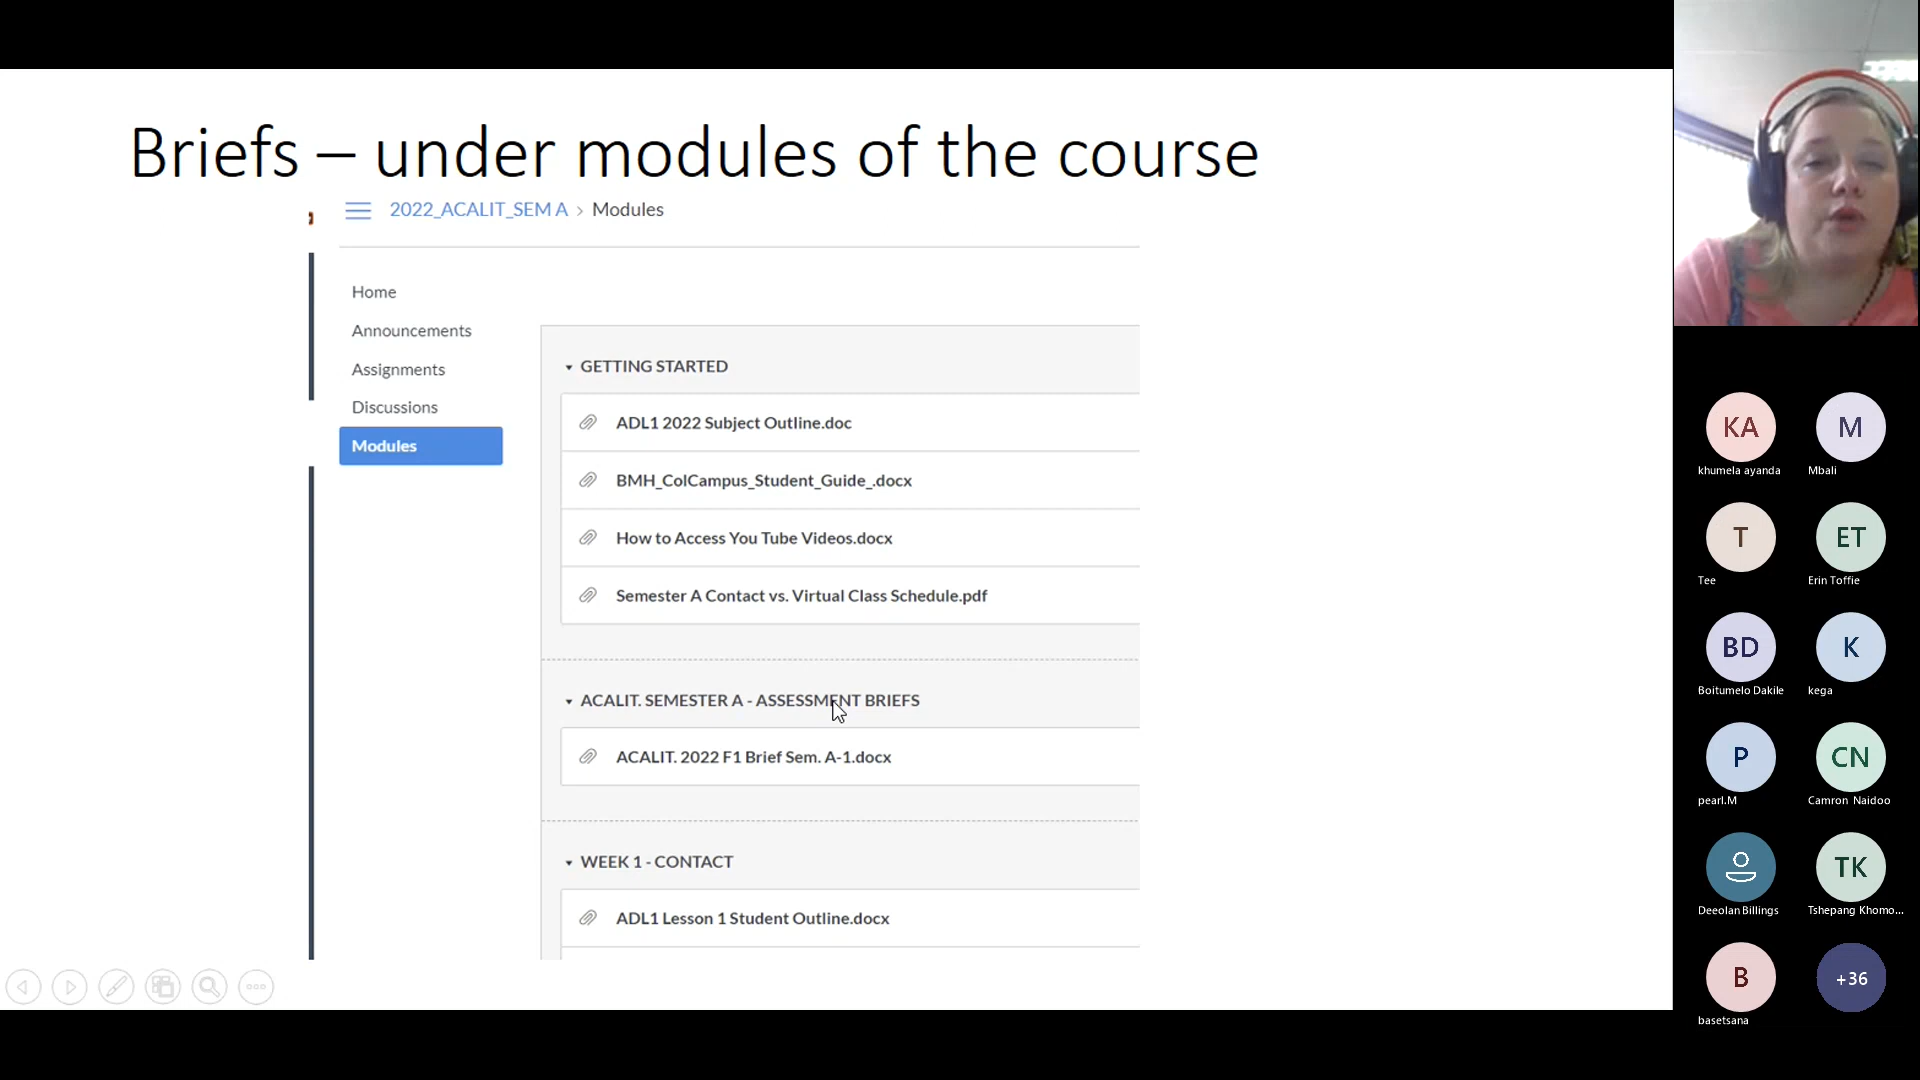 Briefs – under modules of the course
2022_ACALIT_SEM A › Modules
Home
Announcements
Assignments
Discussions
Modules
GETTING STARTED
ADL1 2022 Subject Outline.doc
BMH_ColCampus_Student_Guide_.docx
How to Access You Tube Videos.docx
Semester A Contact vs. Virtual Class Schedule.pdf
ACALIT. SEMESTER A - ASSESSMENT BRIEFS
ACALIT. 2022 F1 Brief Sem. A-1.docx
WEEK 1 - CONTACT
ADL1 Lesson 1 Student Outline.docx
KA M
khumela ayanda Mbali
T ET
Tee Erin Toffie
BD K
Boitumelo Dakile kega
P CN
pearl.M Camron Naidoo
TK
Deeolan Billings Tshepang Khomo...
B +36
basetsana